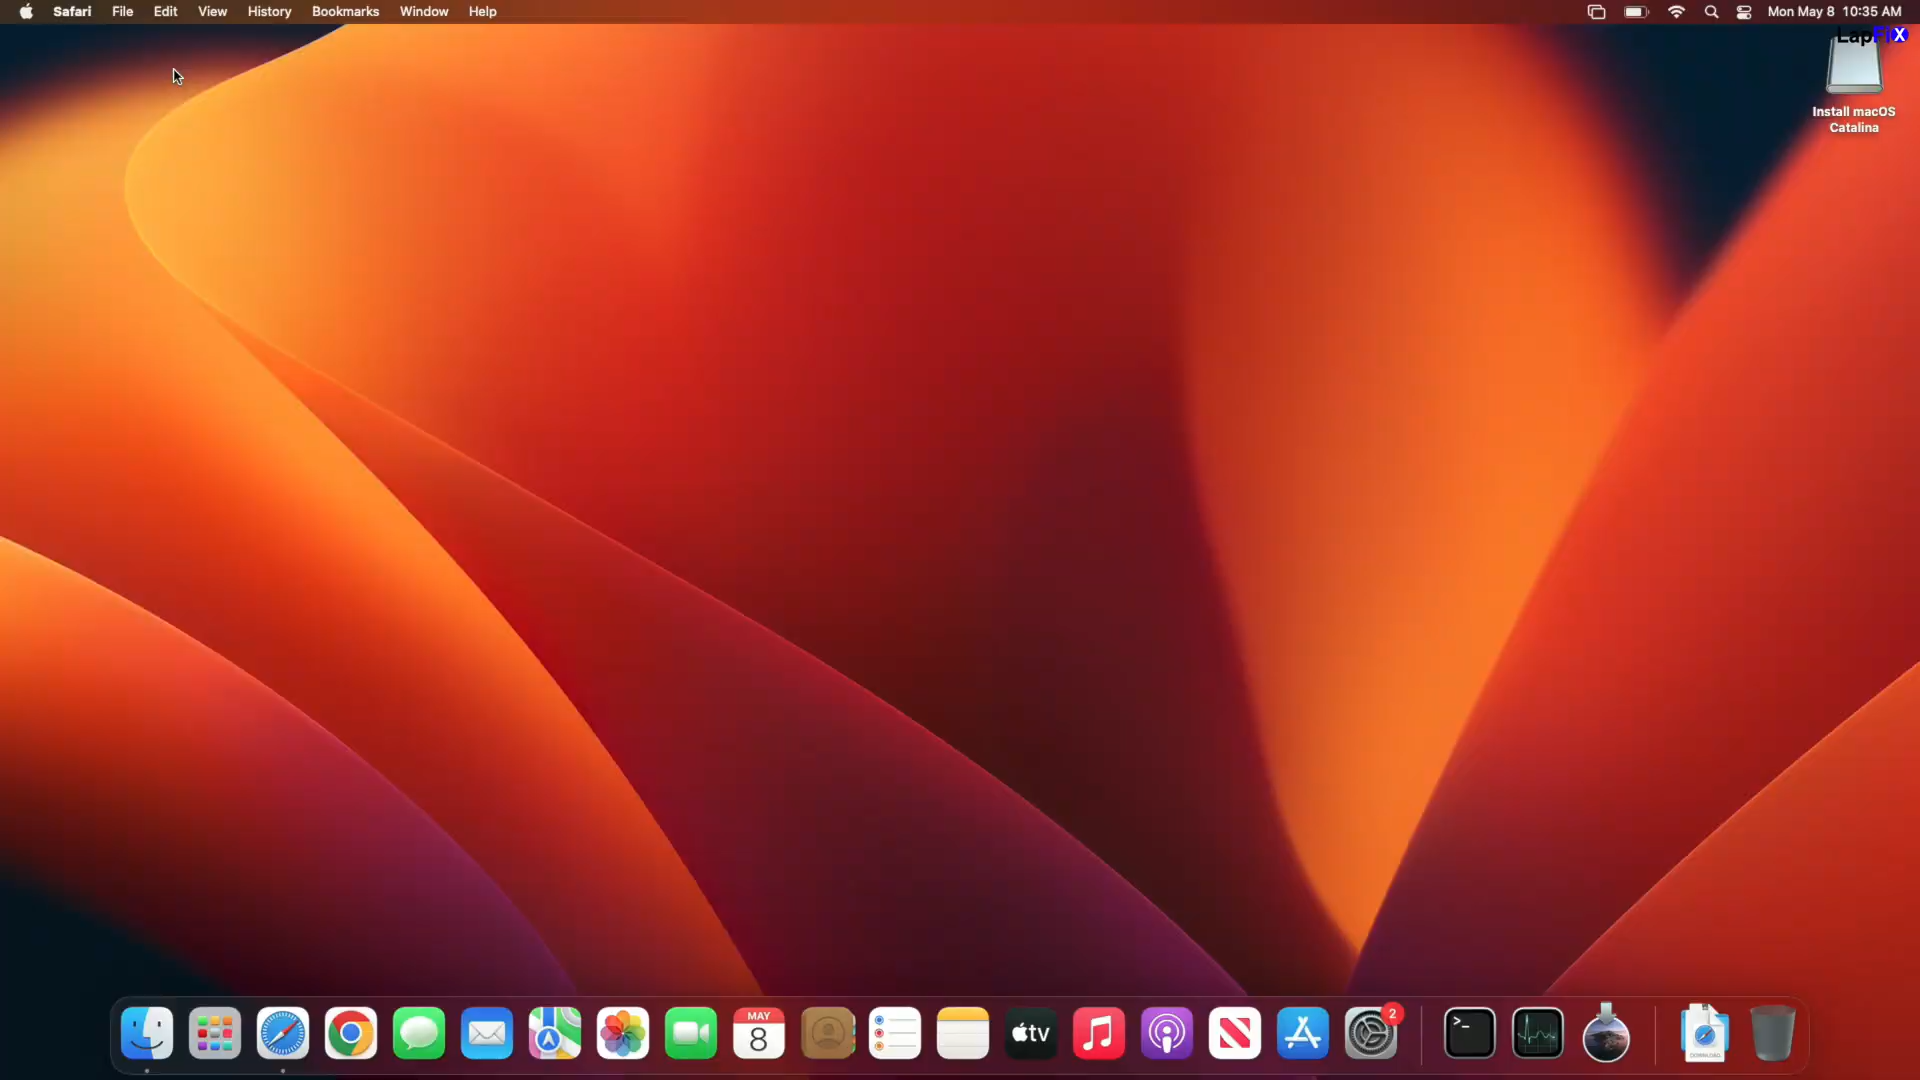 Safari File Edit View History Bookmarks Window Help Mon May 8 10:35 AM
LapFiX
Install macOS
Catalina
MAY
8
tv
2
>_
DOWNLOAD